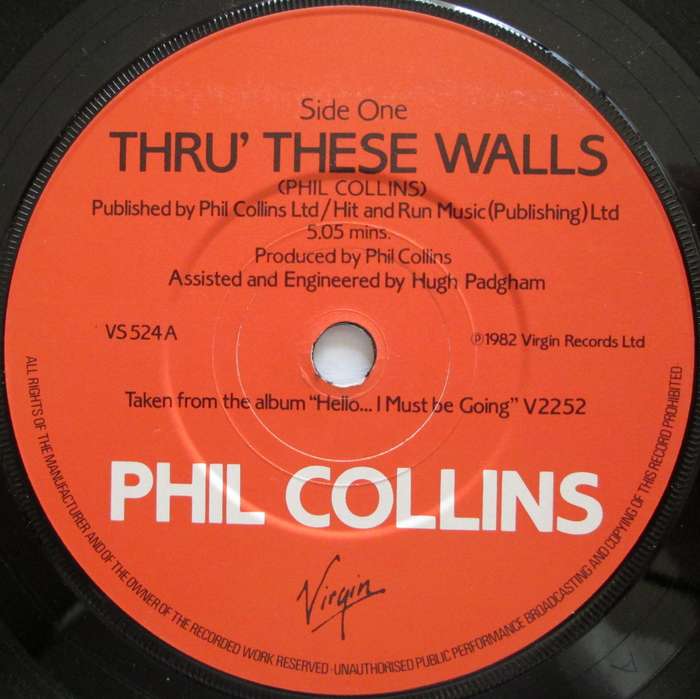 Side One
THRU' THESE WALLS
(PHIL COLLINS)
Published by Phil Collins Ltd/Hit and Run Music (Publishing) Ltd
5.05 mins.
Produced by Phil Collins
Assisted and Engineered by Hugh Padgham
VS 524 A
℗1982 Virgin Records Ltd
Taken from the album "Hello... I Must be Going" V2252
PHIL COLLINS
Virgin
ALL RIGHTS OF THE MANUFACTURER AND OF THE OWNER OF THE RECORDED WORK RESERVED · UNAUTHORISED PUBLIC PERFORMANCE BROADCASTING AND COPYING OF THIS RECORD PROHIBITED ·